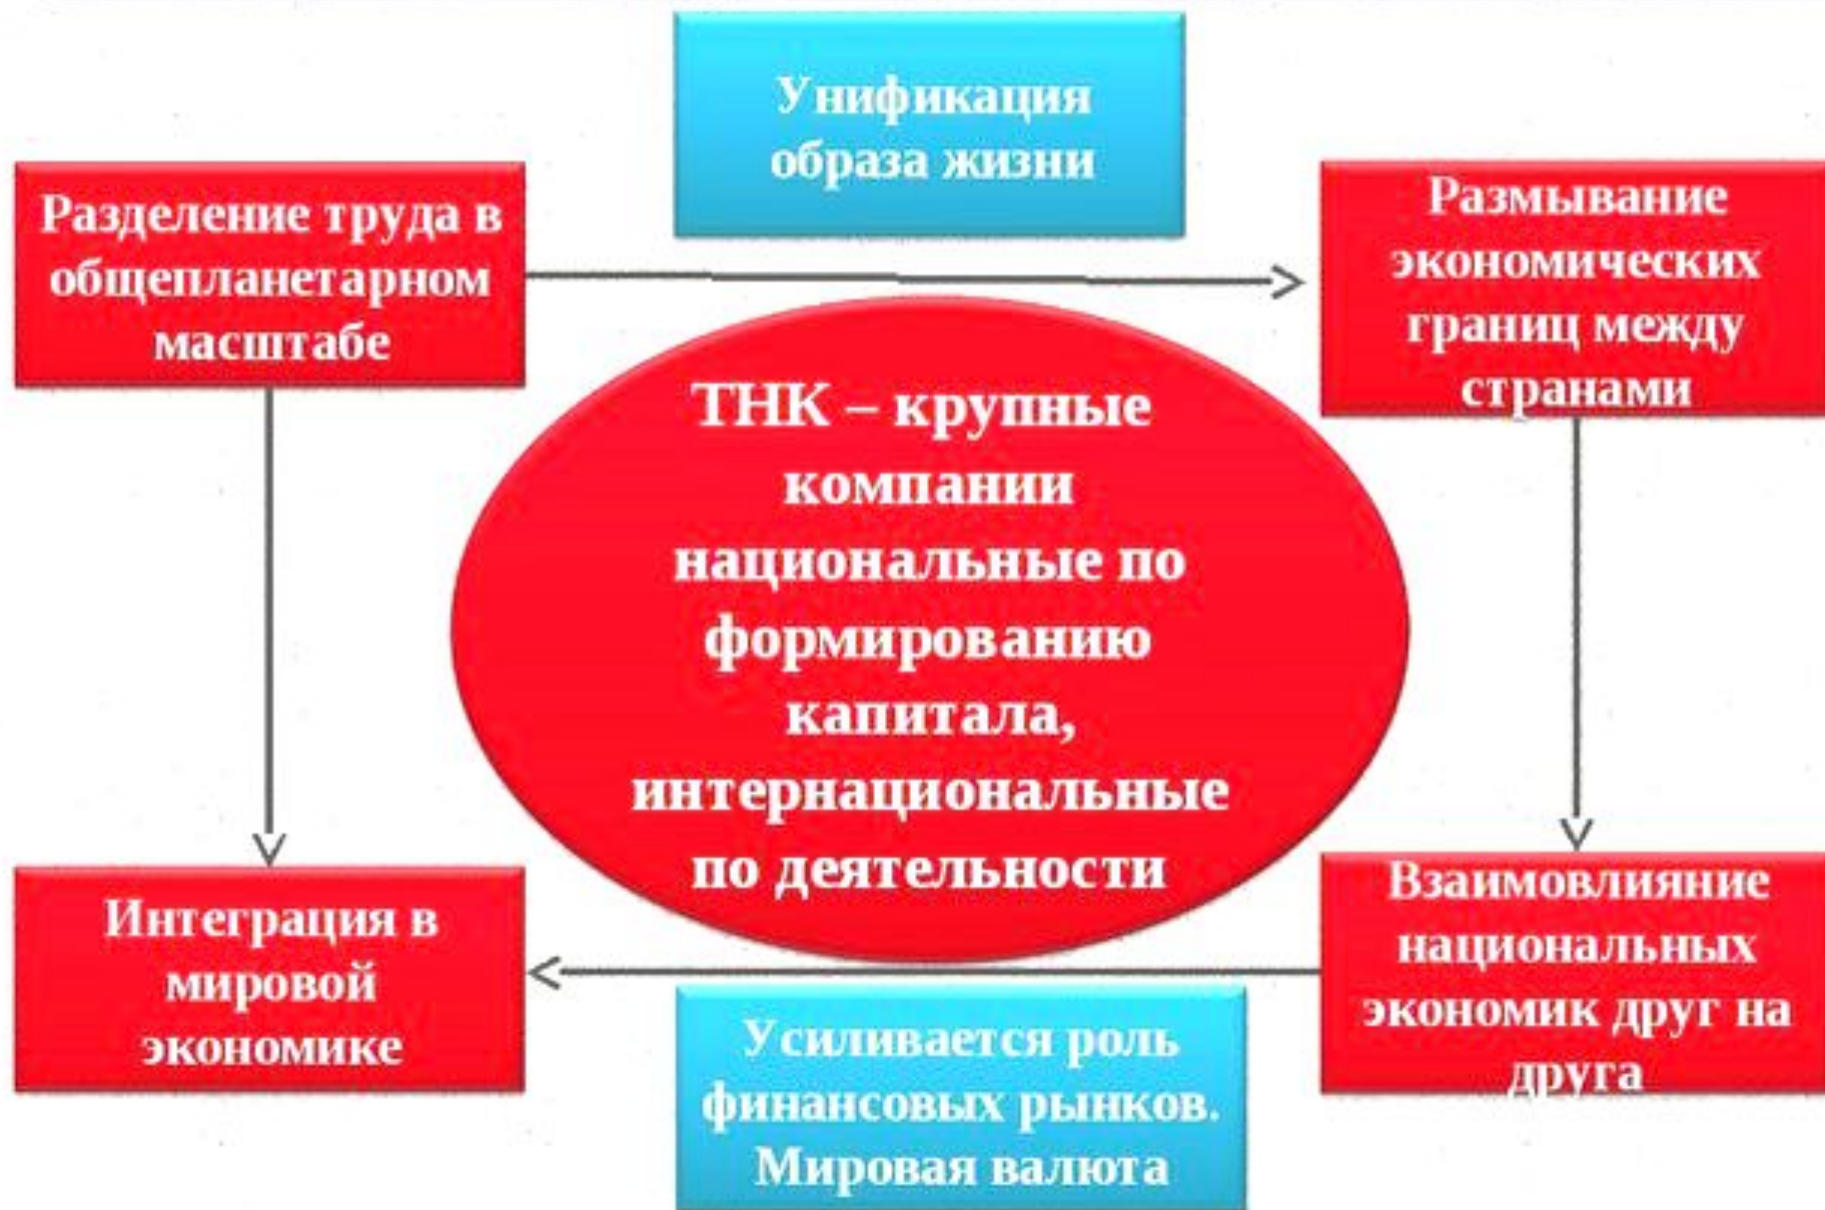 Унификация
образа жизни
Разделение труда в
общепланетарном
масштабе
Размывание
экономических
границ между
странами
ТНК – крупные
компании
национальные по
формированию
капитала,
интернациональные
по деятельности
Интеграция в
мировой
экономике
Взаимовлияние
национальных
экономик друг на
друга
Усиливается роль
финансовых рынков.
Мировая валюта